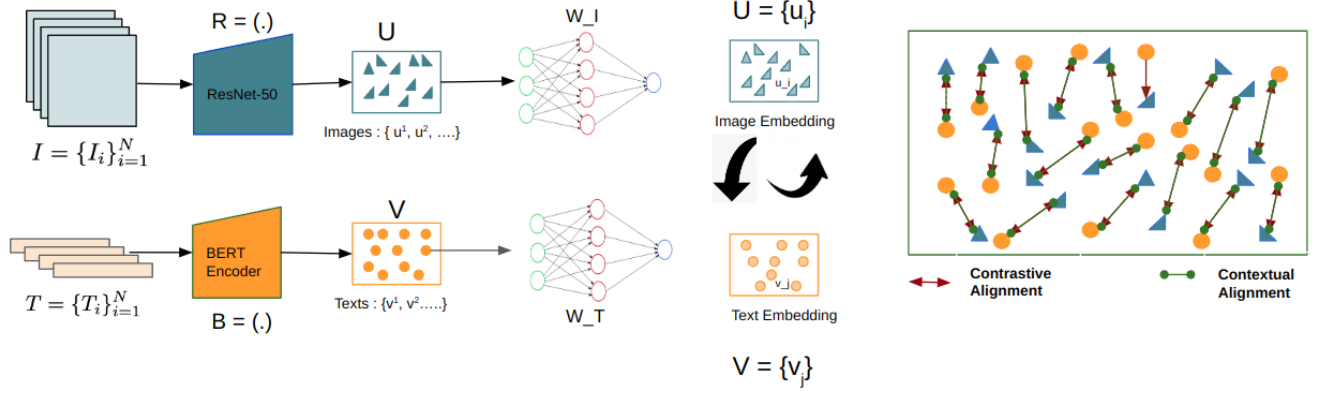 R = (.)
ResNet-50
I = {I_i}_{i=1}^N
U
Images : { u¹, u², ....}
W_I
U = {u_i}
u_i
Image Embedding
BERT
Encoder
T = {T_i}_{i=1}^N
B = (.)
V
Texts : {v¹, v²…..}
W_T
v_j
Text Embedding
V = {v_j}
Contrastive
Alignment
Contextual
Alignment